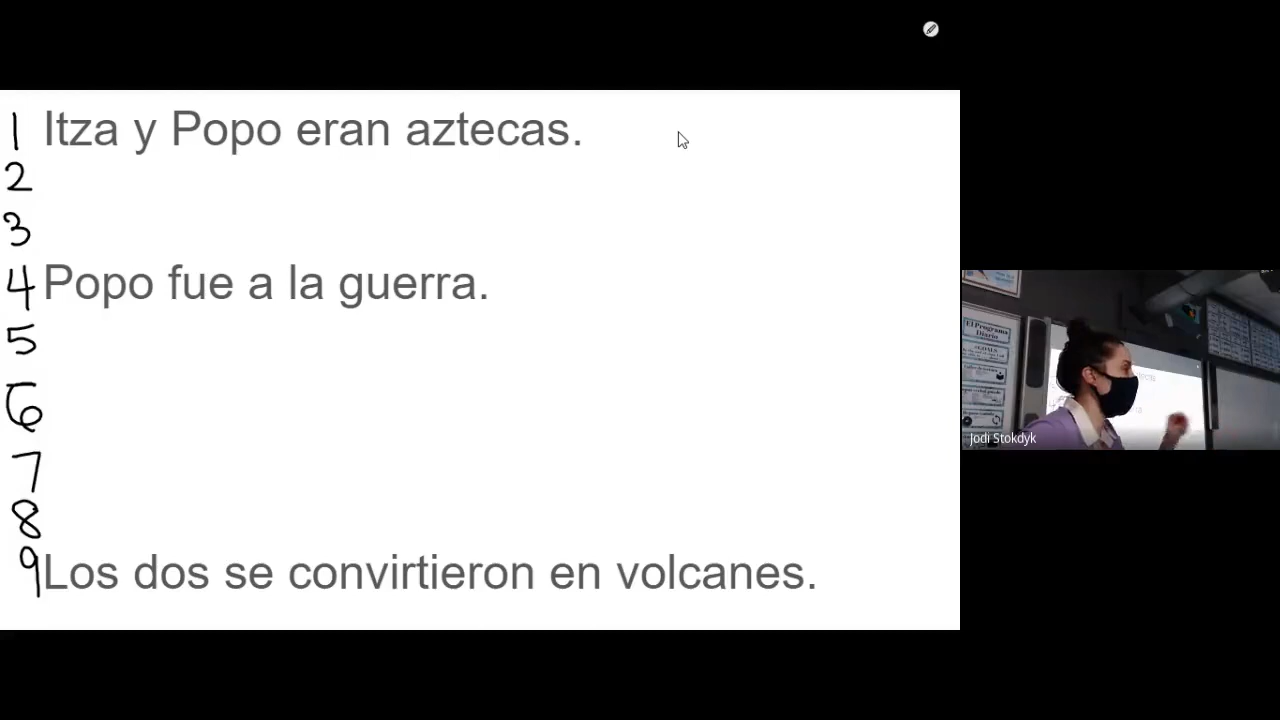 1 Itza y Popo eran aztecas.
2
3
4 Popo fue a la guerra.
5
6
7
8
9 Los dos se convirtieron en volcanes.
El Programa
Diario
Jodi Stokdyk